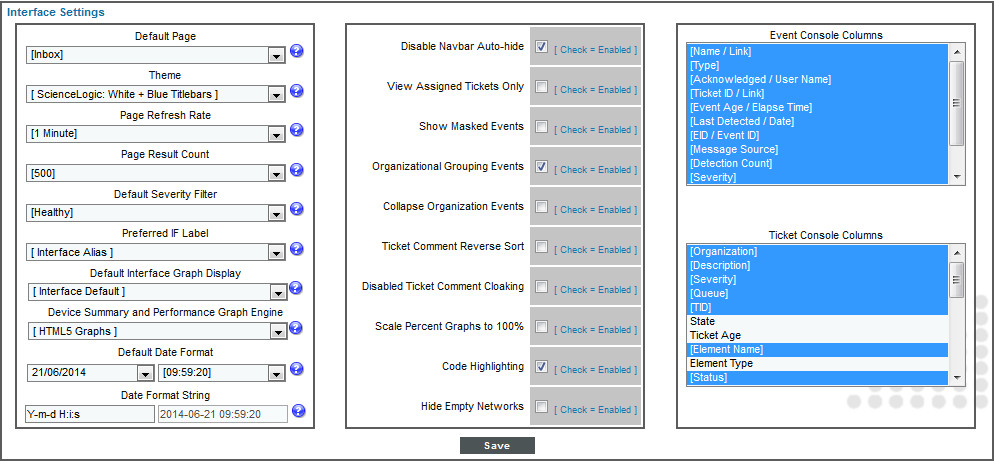 Interface Settings
Default Page
[Inbox]
Theme
[ ScienceLogic: White + Blue Titlebars ]
Page Refresh Rate
[1 Minute]
Page Result Count
[500]
Default Severity Filter
[Healthy]
Preferred IF Label
[ Interface Alias ]
Default Interface Graph Display
[ Interface Default ]
Device Summary and Performance Graph Engine
[ HTML5 Graphs ]
Default Date Format
21/06/2014 [09:59:20]
Date Format String
Y-m-d H:i:s 2014-06-21 09:59:20
Disable Navbar Auto-hide [ Check = Enabled ]
View Assigned Tickets Only [ Check = Enabled ]
Show Masked Events [ Check = Enabled ]
Organizational Grouping Events [ Check = Enabled ]
Collapse Organization Events [ Check = Enabled ]
Ticket Comment Reverse Sort [ Check = Enabled ]
Disabled Ticket Comment Cloaking [ Check = Enabled ]
Scale Percent Graphs to 100% [ Check = Enabled ]
Code Highlighting [ Check = Enabled ]
Hide Empty Networks [ Check = Enabled ]
Event Console Columns
[Name / Link]
[Type]
[Acknowledged / User Name]
[Ticket ID / Link]
[Event Age / Elapse Time]
[Last Detected / Date]
[EID / Event ID]
[Message Source]
[Detection Count]
[Severity]
Ticket Console Columns
[Organization]
[Description]
[Severity]
[Queue]
[TID]
State
Ticket Age
[Element Name]
Element Type
[Status]
Save